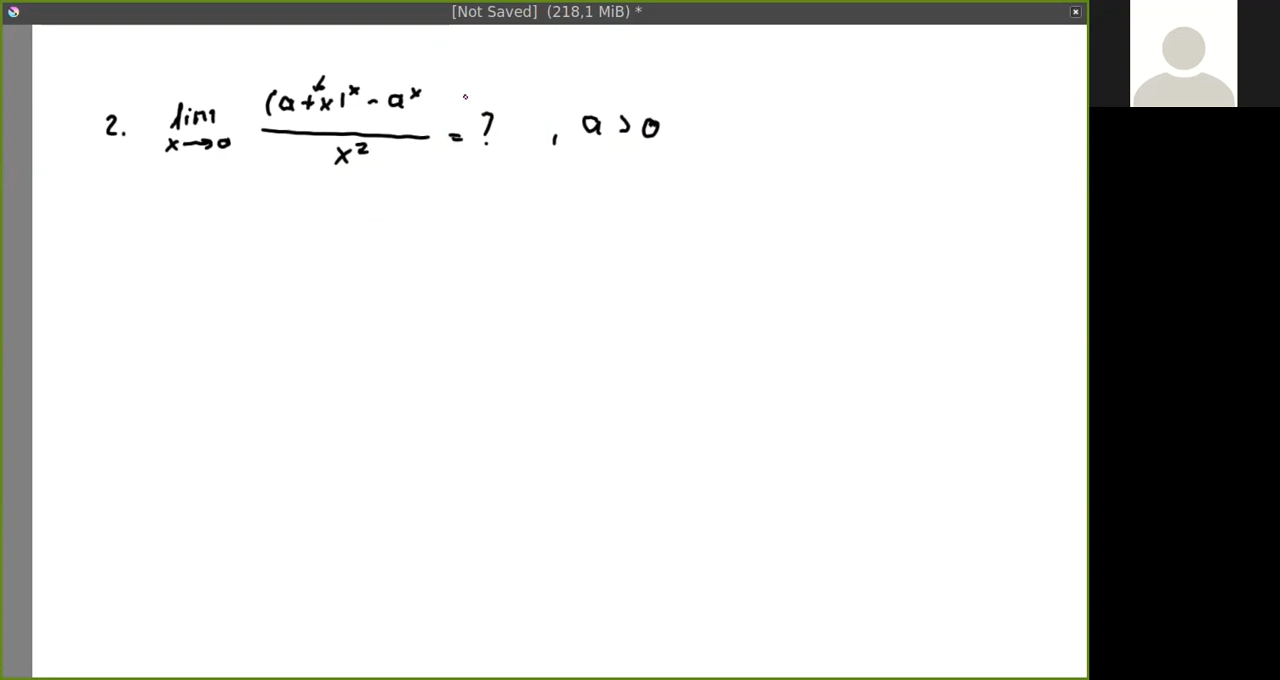 [Not Saved] (218,1 MiB) *
2. lim x→0 ((a+x)^x - a^x) / x^2 = ? , a > 0